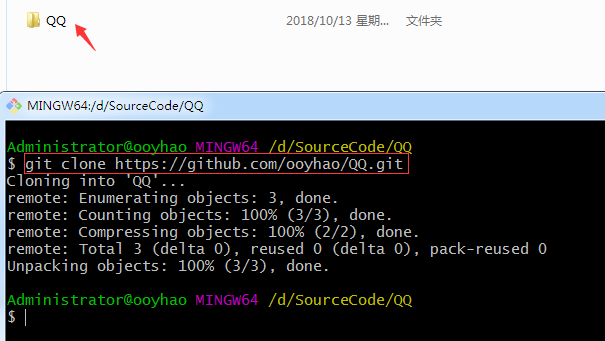 QQ 2018/10/13 星期... 文件夹
MINGW64:/d/SourceCode/QQ
Administrator@ooyhao MINGW64 /d/SourceCode/QQ
$ git clone https://github.com/ooyhao/QQ.git
Cloning into 'QQ'...
remote: Enumerating objects: 3, done.
remote: Counting objects: 100% (3/3), done.
remote: Compressing objects: 100% (2/2), done.
remote: Total 3 (delta 0), reused 0 (delta 0), pack-reused 0
Unpacking objects: 100% (3/3), done.
Administrator@ooyhao MINGW64 /d/SourceCode/QQ
$